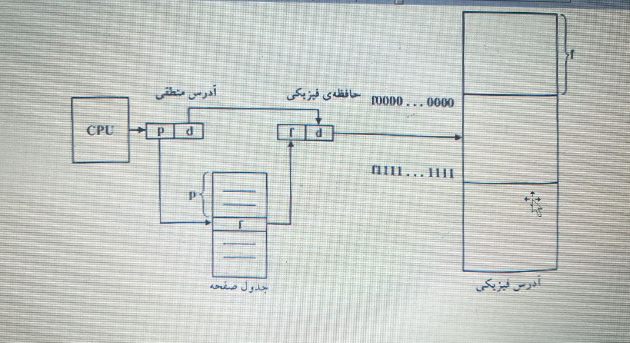 f
آدرس منطقی
حافظه‌ی فیزیکی
f0000...0000
CPU
p d
f d
f1111...1111
p
f
جدول صفحه
آدرس فیزیکی